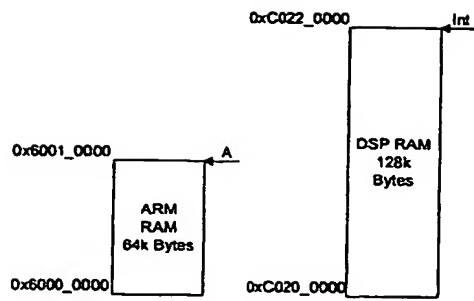 0xC022_0000
Int
0x6001_0000
A
DSP RAM
128k
Bytes
ARM
RAM
64k Bytes
0x6000_0000
0xC020_0000